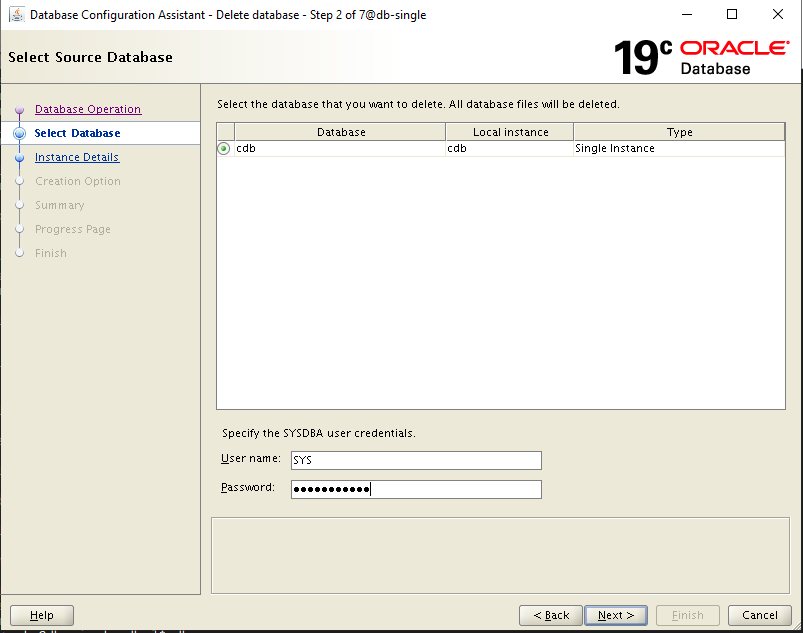 Database Configuration Assistant - Delete database - Step 2 of 7@db-single
Select Source Database
19c ORACLE
Database
Database Operation
Select Database
Instance Details
Creation Option
Summary
Progress Page
Finish
Select the database that you want to delete. All database files will be deleted.
Database Local instance Type
cdb cdb Single Instance
Specify the SYSDBA user credentials.
User name: SYS
Password:
Help < Back Next > Finish Cancel